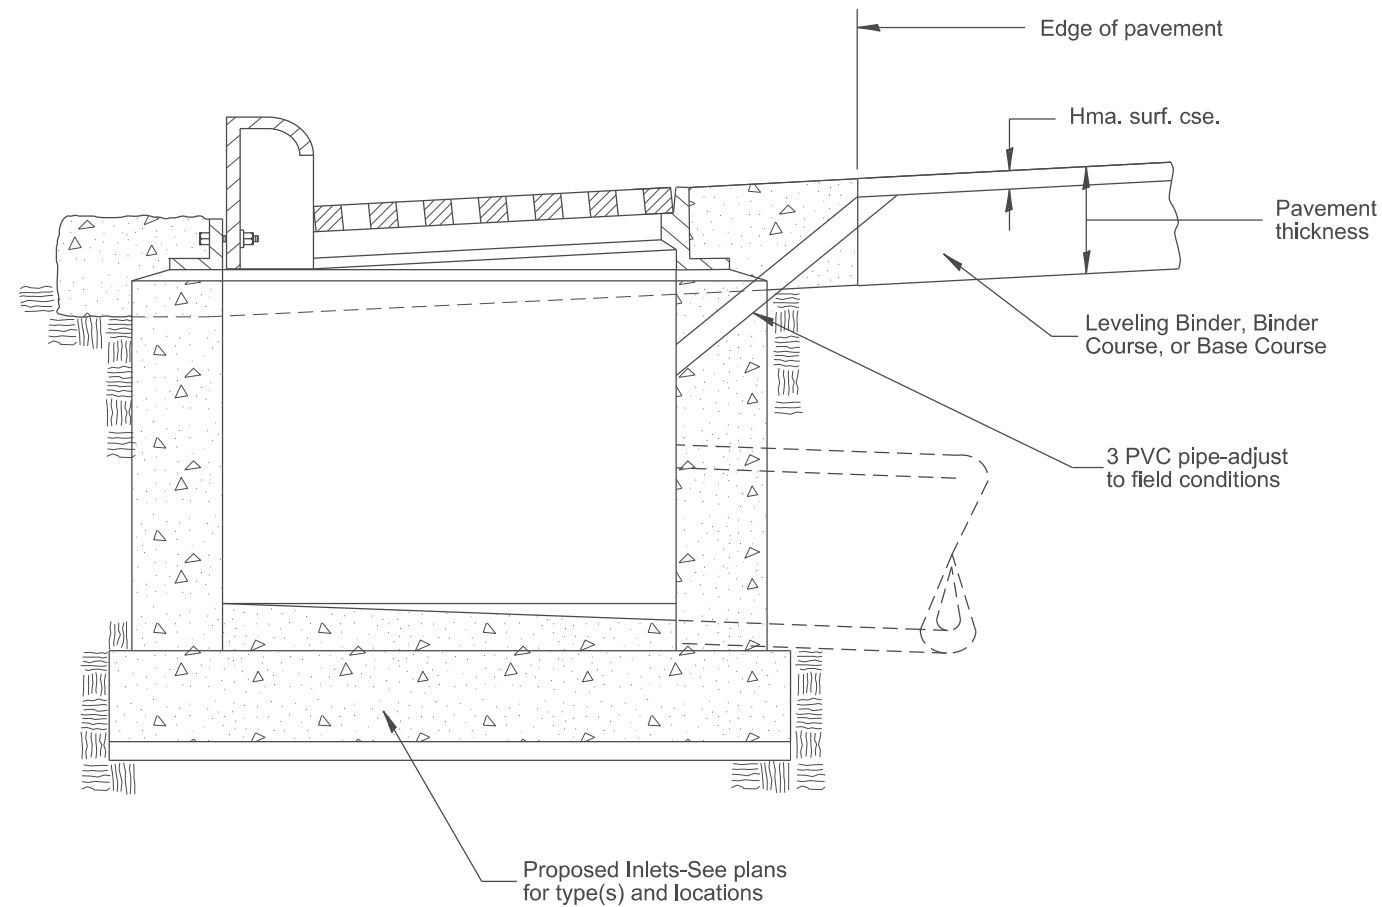 Edge of pavement
Hma. surf. cse.
Pavement
thickness
Leveling Binder, Binder
Course, or Base Course
3 PVC pipe-adjust
to field conditions
Proposed Inlets-See plans
for type(s) and locations